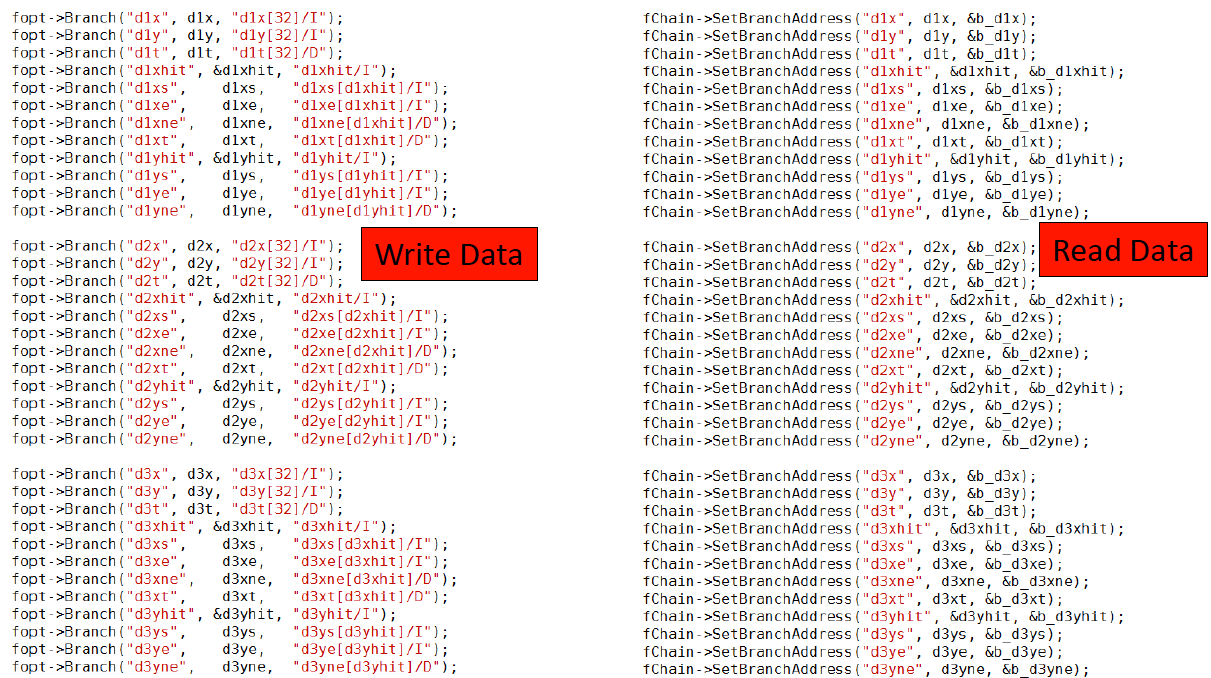 fopt->Branch("d1x", d1x, "d1x[32]/I");
fopt->Branch("d1y", d1y, "d1y[32]/I");
fopt->Branch("d1t", d1t, "d1t[32]/D");
fopt->Branch("d1xhit", &d1xhit, "d1xhit/I");
fopt->Branch("d1xs",   d1xs,   "d1xs[d1xhit]/I");
fopt->Branch("d1xe",   d1xe,   "d1xe[d1xhit]/I");
fopt->Branch("d1xne",   d1xne,   "d1xne[d1xhit]/D");
fopt->Branch("d1xt",   d1xt,   "d1xt[d1xhit]/D");
fopt->Branch("d1yhit", &d1yhit, "d1yhit/I");
fopt->Branch("d1ys",   d1ys,   "d1ys[d1yhit]/I");
fopt->Branch("d1ye",   d1ye,   "d1ye[d1yhit]/I");
fopt->Branch("d1yne",   d1yne,   "d1yne[d1yhit]/D");
fopt->Branch("d2x", d2x, "d2x[32]/I");
fopt->Branch("d2y", d2y, "d2y[32]/I");
fopt->Branch("d2t", d2t, "d2t[32]/D");
fopt->Branch("d2xhit", &d2xhit, "d2xhit/I");
fopt->Branch("d2xs",   d2xs,   "d2xs[d2xhit]/I");
fopt->Branch("d2xe",   d2xe,   "d2xe[d2xhit]/I");
fopt->Branch("d2xne",   d2xne,   "d2xne[d2xhit]/D");
fopt->Branch("d2xt",   d2xt,   "d2xt[d2xhit]/D");
fopt->Branch("d2yhit", &d2yhit, "d2yhit/I");
fopt->Branch("d2ys",   d2ys,   "d2ys[d2yhit]/I");
fopt->Branch("d2ye",   d2ye,   "d2ye[d2yhit]/I");
fopt->Branch("d2yne",   d2yne,   "d2yne[d2yhit]/D");
fopt->Branch("d3x", d3x, "d3x[32]/I");
fopt->Branch("d3y", d3y, "d3y[32]/I");
fopt->Branch("d3t", d3t, "d3t[32]/D");
fopt->Branch("d3xhit", &d3xhit, "d3xhit/I");
fopt->Branch("d3xs",   d3xs,   "d3xs[d3xhit]/I");
fopt->Branch("d3xe",   d3xe,   "d3xe[d3xhit]/I");
fopt->Branch("d3xne",   d3xne,   "d3xne[d3xhit]/D");
fopt->Branch("d3xt",   d3xt,   "d3xt[d3xhit]/D");
fopt->Branch("d3yhit", &d3yhit, "d3yhit/I");
fopt->Branch("d3ys",   d3ys,   "d3ys[d3yhit]/I");
fopt->Branch("d3ye",   d3ye,   "d3ye[d3yhit]/I");
fopt->Branch("d3yne",   d3yne,   "d3yne[d3yhit]/D");
Write Data
fChain->SetBranchAddress("d1x", d1x, &b_d1x);
fChain->SetBranchAddress("d1y", d1y, &b_d1y);
fChain->SetBranchAddress("d1t", d1t, &b_d1t);
fChain->SetBranchAddress("d1xhit", &d1xhit, &b_d1xhit);
fChain->SetBranchAddress("d1xs", d1xs, &b_d1xs);
fChain->SetBranchAddress("d1xe", d1xe, &b_d1xe);
fChain->SetBranchAddress("d1xne", d1xne, &b_d1xne);
fChain->SetBranchAddress("d1xt", d1xt, &b_d1xt);
fChain->SetBranchAddress("d1yhit", &d1yhit, &b_d1yhit);
fChain->SetBranchAddress("d1ys", d1ys, &b_d1ys);
fChain->SetBranchAddress("d1ye", d1ye, &b_d1ye);
fChain->SetBranchAddress("d1yne", d1yne, &b_d1yne);
fChain->SetBranchAddress("d2x", d2x, &b_d2x);
fChain->SetBranchAddress("d2y", d2y, &b_d2y);
fChain->SetBranchAddress("d2t", d2t, &b_d2t);
fChain->SetBranchAddress("d2xhit", &d2xhit, &b_d2xhit);
fChain->SetBranchAddress("d2xs", d2xs, &b_d2xs);
fChain->SetBranchAddress("d2xe", d2xe, &b_d2xe);
fChain->SetBranchAddress("d2xne", d2xne, &b_d2xne);
fChain->SetBranchAddress("d2xt", d2xt, &b_d2xt);
fChain->SetBranchAddress("d2yhit", &d2yhit, &b_d2yhit);
fChain->SetBranchAddress("d2ys", d2ys, &b_d2ys);
fChain->SetBranchAddress("d2ye", d2ye, &b_d2ye);
fChain->SetBranchAddress("d2yne", d2yne, &b_d2yne);
fChain->SetBranchAddress("d3x", d3x, &b_d3x);
fChain->SetBranchAddress("d3y", d3y, &b_d3y);
fChain->SetBranchAddress("d3t", d3t, &b_d3t);
fChain->SetBranchAddress("d3xhit", &d3xhit, &b_d3xhit);
fChain->SetBranchAddress("d3xs", d3xs, &b_d3xs);
fChain->SetBranchAddress("d3xe", d3xe, &b_d3xe);
fChain->SetBranchAddress("d3xne", d3xne, &b_d3xne);
fChain->SetBranchAddress("d3xt", d3xt, &b_d3xt);
fChain->SetBranchAddress("d3yhit", &d3yhit, &b_d3yhit);
fChain->SetBranchAddress("d3ys", d3ys, &b_d3ys);
fChain->SetBranchAddress("d3ye", d3ye, &b_d3ye);
fChain->SetBranchAddress("d3yne", d3yne, &b_d3yne);
Read Data